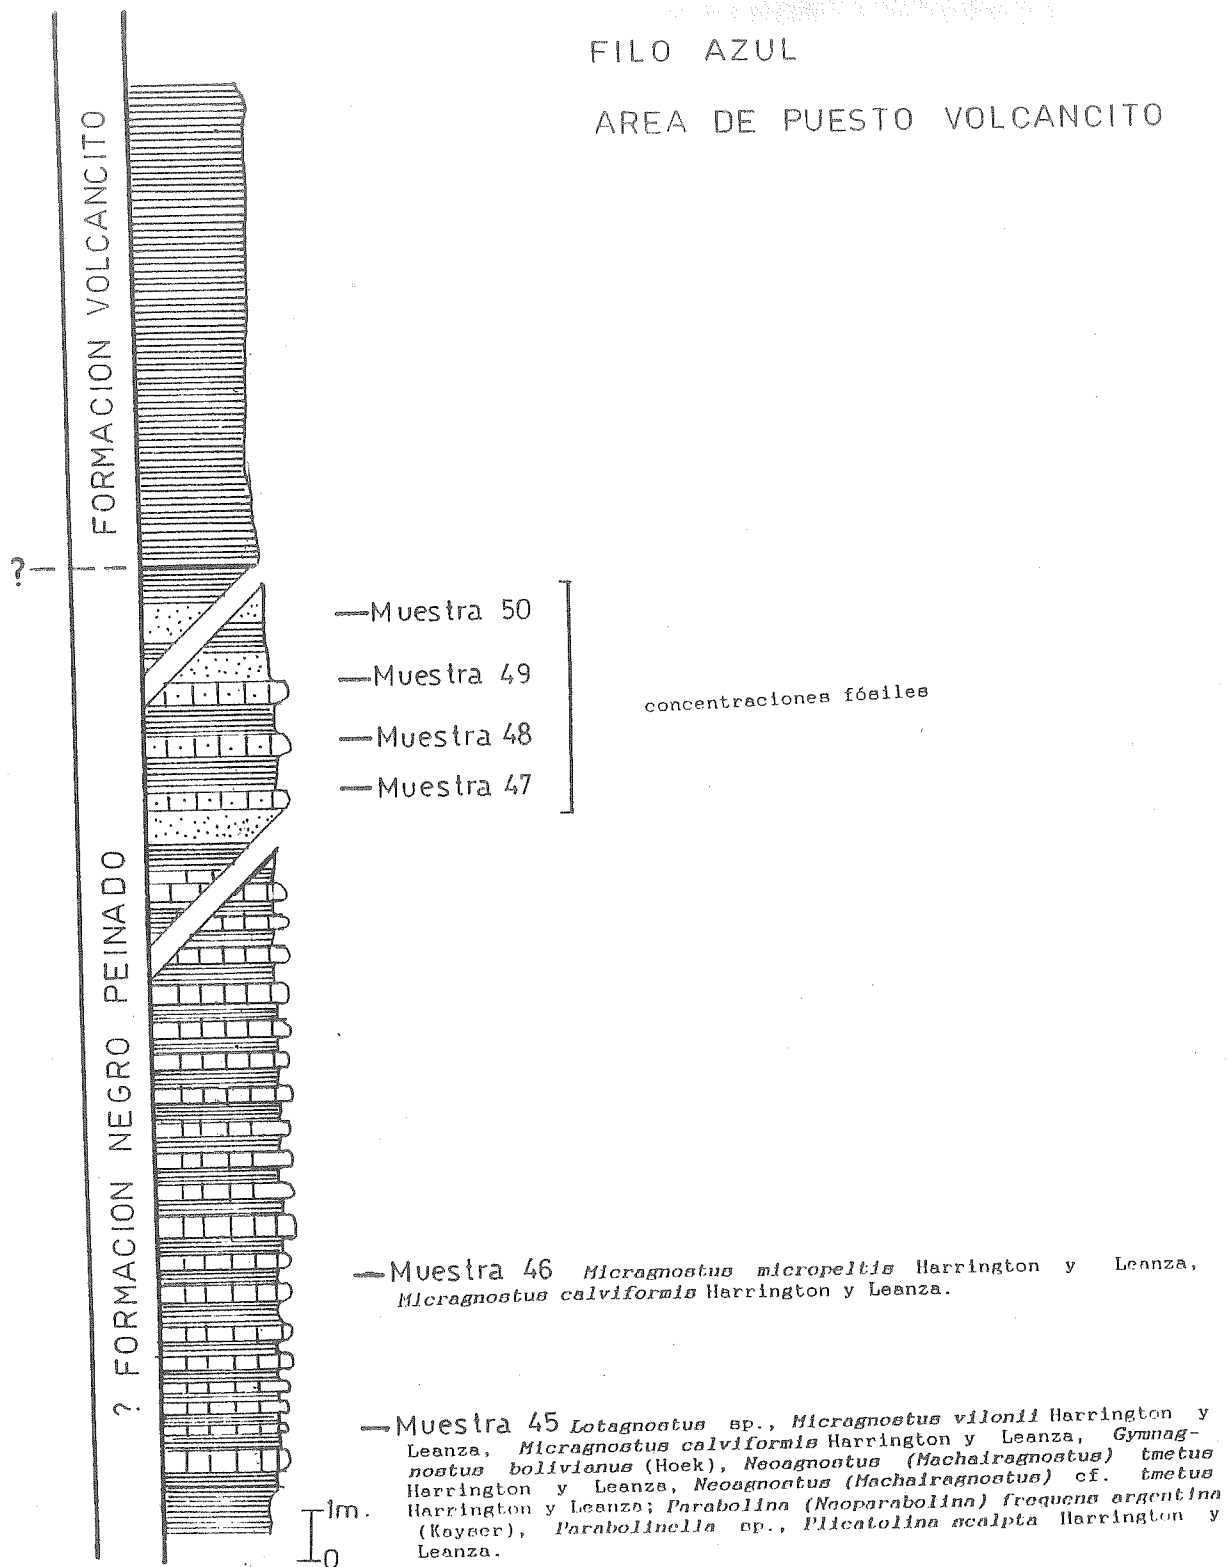 FILO AZUL
AREA DE PUESTO VOLCANCITO
FORMACION VOLCANCITO
?
—Muestra 50
—Muestra 49
—Muestra 48
—Muestra 47
concentraciones fósiles
? FORMACION NEGRO PEINADO
—Muestra 46 Micragnostus micropeltis Harrington y Leanza,
Micragnostus calviformis Harrington y Leanza.
—Muestra 45 Lotagnostus sp., Micragnostus vilonii Harrington y
Leanza, Micragnostus calviformis Harrington y Leanza, Gymnag-
nostus bolivianus (Hoek), Neoagnostus (Machairagnostus) tmetus
Harrington y Leanza, Neoagnostus (Machairagnostus) cf. tmetus
Harrington y Leanza; Parabolina (Neoparabolina) frequens argentina
(Kayser), Parabolinella sp., Plicatolina scalpta Harrington y
Leanza.
1m.
0